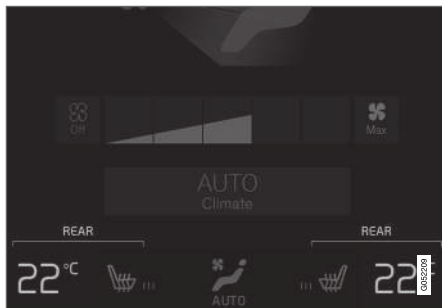 Off
Max
AUTO
Climate
REAR
REAR
22°C
22°C
AUTO
G052209